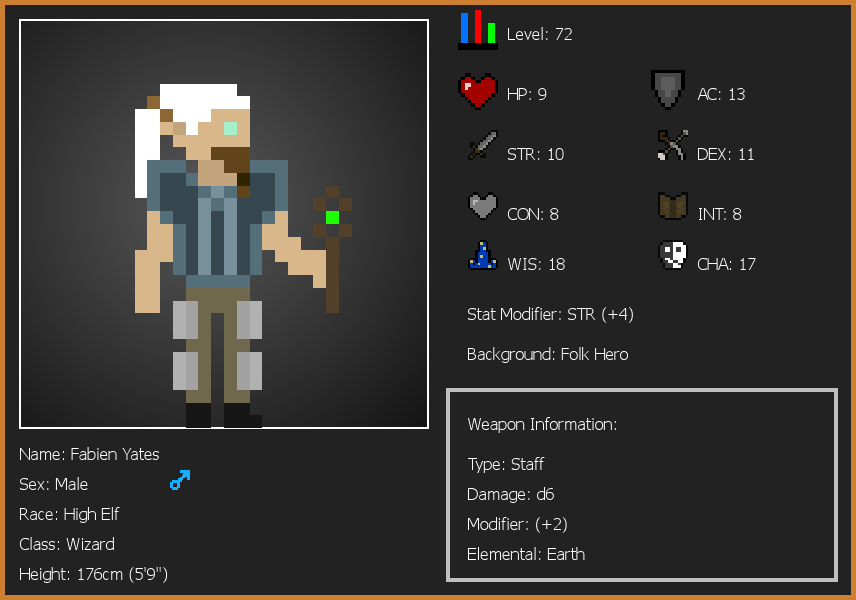 Level: 72
HP: 9
AC: 13
STR: 10
DEX: 11
CON: 8
INT: 8
WIS: 18
CHA: 17
Stat Modifier: STR (+4)
Background: Folk Hero
Weapon Information:
Type: Staff
Damage: d6
Modifier: (+2)
Elemental: Earth
Name: Fabien Yates
Sex: Male
Race: High Elf
Class: Wizard
Height: 176cm (5'9")